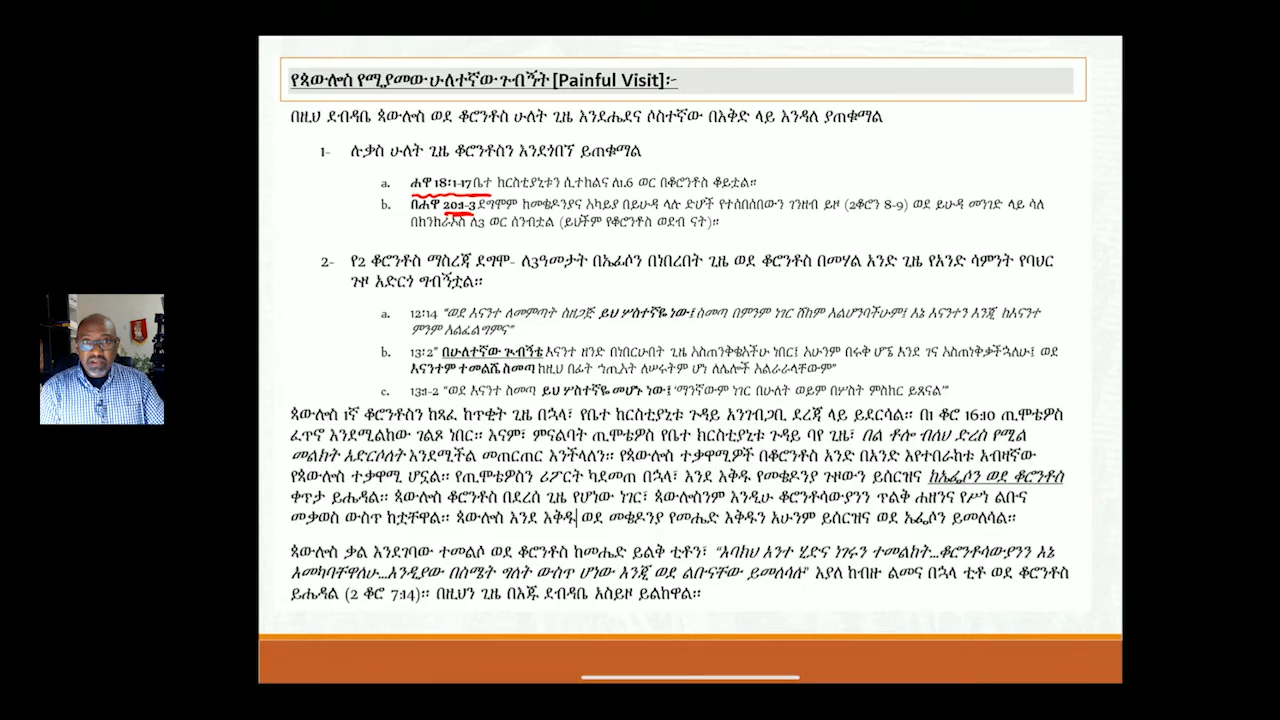 የጳውሎስ የሚያመው ሁለተኛው ጉብኝት [Painful Visit]፡-
በዚህ ደብዳቤ ጳውሎስ ወደ ቆሮንቶስ ሁለት ጊዜ እንደሔደና ሶስተኛው በእቅድ ላይ እንዳለ ያጠቁማል
1- ሉቃስ ሁለት ጊዜ ቆሮንቶስን እንደጎበኘ ይጠቁማል
a. ሐዋ 18፡1-17 ቤተ ክርስቲያኒቱን ሲተክልና ለ1.6 ወር በቆሮንቶስ ቆይቷል።
b. በሐዋ 20፡1-3 ደግሞም ከመቄዶንያና አካይያ በይሁዳ ላሉ ድሆች የተሰበሰበውን ገንዘብ ይዞ (2ቆሮን 8-9) ወደ ይሁዳ መንገድ ላይ ሳለ
በክንክራኦስ ለ3 ወር ሰንብቷል (ይህችም የቆሮንቶስ ወደብ ናት)።
2- የ2 ቆሮንቶስ ማስረጃ ደግሞ- ለ3ዓመታት በኤፌሶን በነበረበት ጊዜ ወደ ቆሮንቶስ በመሃል አንድ ጊዜ የአንድ ሳምንት የባህር
ጉዞ አድርጎ ግብኝቷል።
a. 12፡14 “ወደ እናንተ ለመምጣት ስዘጋጅ ይህ ሦስተኛዬ ነው፤ ስመጣ በምንም ነገር ሸክም አልሆንባችሁም፤ እኔ እናንተን እንጂ ከእናንተ
ምንም አልፈልግምና”
b. 13፡2” በሁለተኛው ጒብኝቴ እናንተ ዘንድ በነበርሁበት ጊዜ አስጠንቅቄአችሁ ነበር፤ አሁንም በሩቅ ሆኜ እንደ ገና አስጠነቅቃችኋለሁ፤ ወደ
እናንተም ተመልሼ ስመጣ ከዚህ በፊት ኀጢአት ለሠሩትም ሆነ ለሌሎች አልራራላቸውም”
c. 13፡1-2 “ወደ እናንተ ስመጣ ይህ ሦስተኛዬ መሆኑ ነው፤ ‘ማንኛውም ነገር በሁለት ወይም በሦስት ምስክር ይጸናል’”
ጳውሎስ 1ኛ ቆሮንቶስን ከጻፈ ከጥቂት ጊዜ በኋላ፣ የቤተ ክርስቲያኒቱ ጉዳይ አንገብጋቢ ደረጃ ላይ ይደርሳል። በ1 ቆሮ 16፡10 ጢሞቴዎስ
ፈጥኖ እንደሚልከው ገልጾ ነበር። እናም፣ ምናልባት ጢሞቴዎስ የቤተ ክርስቲያኒቱ ጉዳይ ባየ ጊዜ፣ በል ቶሎ ብለህ ድረስ የሚል
መልክት አድርሶለት እንደሚችል መጠርጠር እንችላለን። የጳውሎስ ተቃዋሚዎች በቆሮንቶስ አንድ በአንድ እየተበራከቱ አብዛኛው
የጳውሎስ ተቃዋሚ ሆኗል። የጢሞቴዎስን ሪፖርት ካደመጠ በኋላ፣ እንደ እቅዱ የመቄዶንያ ጉዞውን ይሰርዝና ከኤፌሶን ወደ ቆሮንቶስ
ቀጥታ ይሔዳል። ጳውሎስ ቆሮንቶስ በደረሰ ጊዜ የሆነው ነገር፣ ጳውሎስንም እንዲሁ ቆሮንቶሳውያንን ጥልቅ ሐዘንና የሥነ ልቡና
መቃወስ ውስጥ ከቷቸዋል። ጳውሎስ እንደ እቅዱ ወደ መቄዶንያ የመሔድ እቅዱን አሁንም ይሰርዝና ወደ ኤፌሶን ይመለሳል።
ጳውሎስ ቃል እንደገባው ተመልሶ ወደ ቆሮንቶስ ከመሔድ ይልቅ ቲቶን፣ “እባክህ አንተ ሂድና ነገሩን ተመልከት...ቆሮንቶሳውያንን እኔ
እመካባቸዋለሁ...እንዲያው በስሜት ግለት ውስጥ ሆነው እንጂ ወደ ልቡናቸው ይመለሳሉ” እያለ ከብዙ ልመና በኋላ ቲቶ ወደ ቆሮንቶስ
ይሔዳል (2 ቆሮ 7፡14)። በዚህን ጊዜ በእጁ ደብዳቤ አስይዞ ይልከዋል።